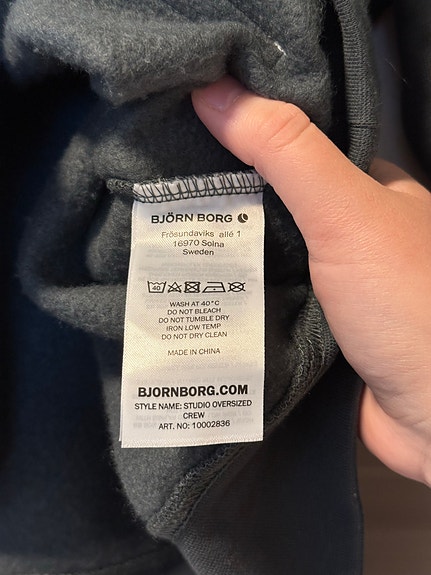 BJÖRN BORG
Frösundaviks allé 1
16970 Solna
Sweden
40
WASH AT 40°C
DO NOT BLEACH
DO NOT TUMBLE DRY
IRON LOW TEMP
DO NOT DRY CLEAN
MADE IN CHINA
BJORNBORG.COM
STYLE NAME: STUDIO OVERSIZED
CREW
ART. NO: 10002836